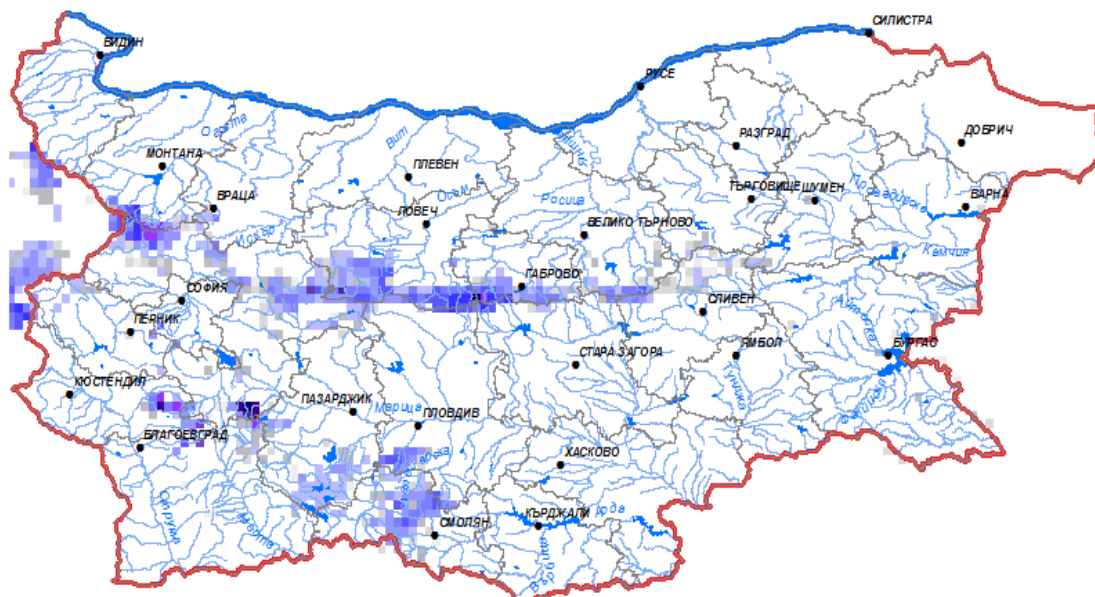 СИЛИСТРА
ВИДИН
РУСЕ
Огоста
Вит
РАЗГРАД
ДОБРИЧ
МОНТАНА
ПЛЕВЕН
ВРАЦА
Осъм
Росица
ТЪРГОВИЩЕ
ШУМЕН
ВАРНА
ЛОВЕЧ
ВЕЛИКО ТЪРНОВО
Искър
Камчия
ГАБРОВО
СОФИЯ
СЛИВЕН
ПЕРНИК
ЯМБОЛ
БУРГАС
СТАРА ЗАГОРА
КЮСТЕНДИЛ
ПАЗАРДЖИК
Марица
ПЛОВДИВ
Тунджа
БЛАГОЕВГРАД
ХАСКОВО
Струма
Места
СМОЛЯН
КЪРДЖАЛИ